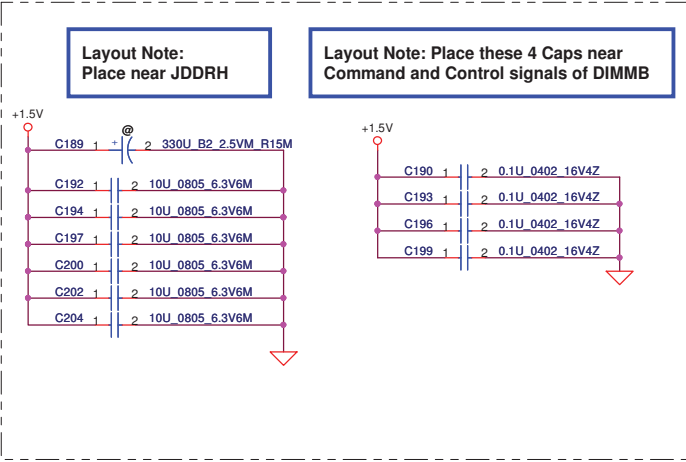 Layout Note:
Place near JDDRH
Layout Note: Place these 4 Caps near
Command and Control signals of DIMMB
+1.5V
@
C189 1 + 2 330U_B2_2.5VM_R15M
C192 1 2 10U_0805_6.3V6M
C194 1 2 10U_0805_6.3V6M
C197 1 2 10U_0805_6.3V6M
C200 1 2 10U_0805_6.3V6M
C202 1 2 10U_0805_6.3V6M
C204 1 2 10U_0805_6.3V6M
+1.5V
C190 1 2 0.1U_0402_16V4Z
C193 1 2 0.1U_0402_16V4Z
C196 1 2 0.1U_0402_16V4Z
C199 1 2 0.1U_0402_16V4Z